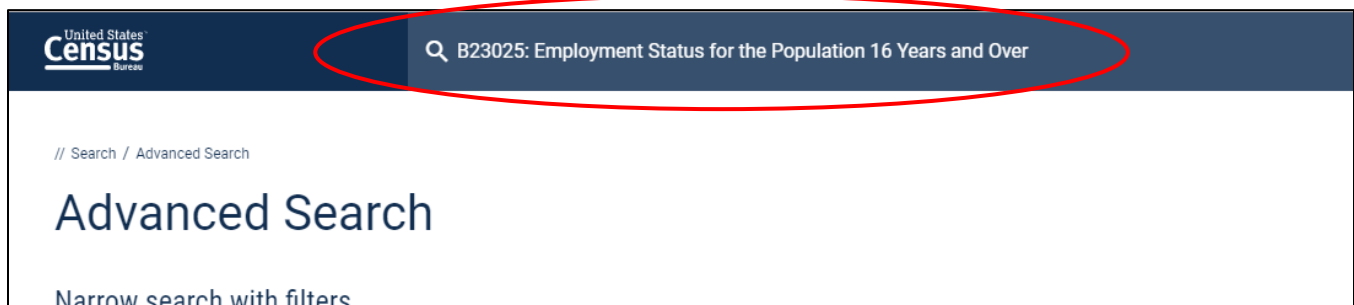 United States®
Census
Bureau
B23025: Employment Status for the Population 16 Years and Over
// Search / Advanced Search
Advanced Search
Narrow search with filters